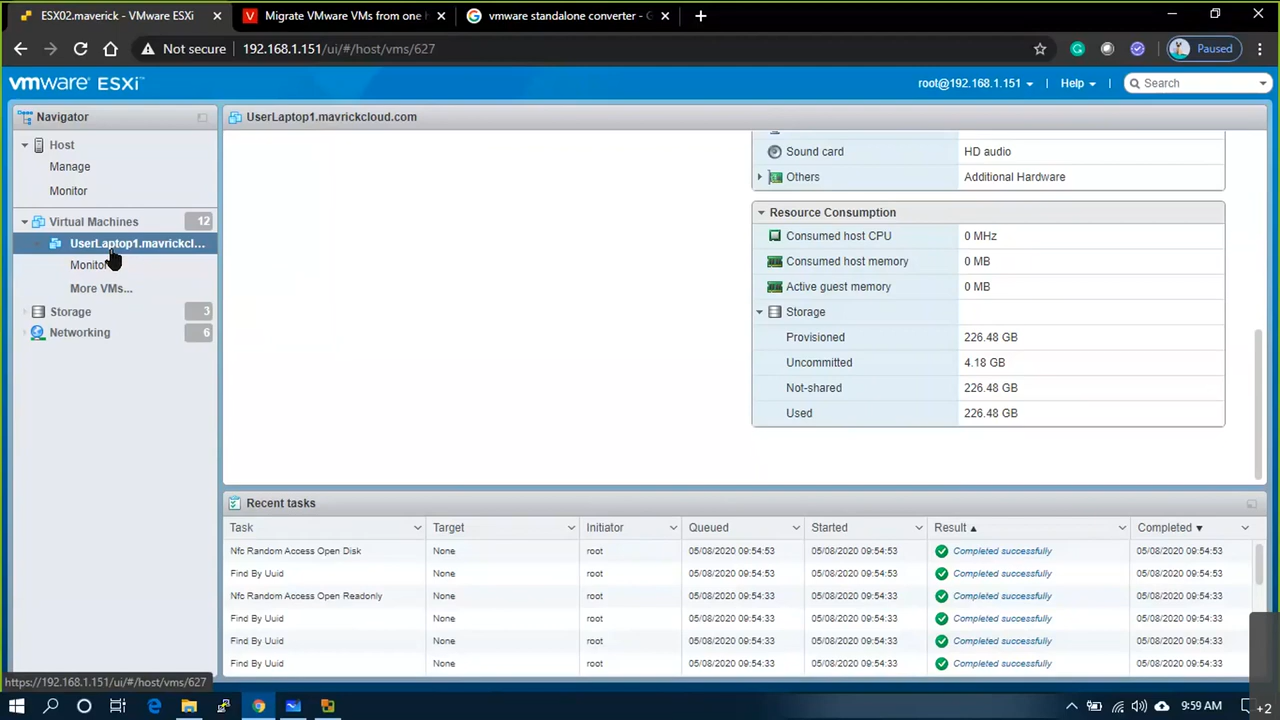 ESX02.maverick - VMware ESXi
Migrate VMware VMs from one h
vmware standalone converter - G
Not secure
192.168.1.151/ui/#/host/vms/627
Paused
vmware ESXi
root@192.168.1.151
Help
Search
Navigator
UserLaptop1.mavrickcloud.com
Host
Manage
Monitor
Virtual Machines 12
UserLaptop1.mavrickcl...
Monitor
More VMs...
Storage 3
Networking 6
Sound card HD audio
Others Additional Hardware
Resource Consumption
Consumed host CPU 0 MHz
Consumed host memory 0 MB
Active guest memory 0 MB
Storage
Provisioned 226.48 GB
Uncommitted 4.18 GB
Not-shared 226.48 GB
Used 226.48 GB
Recent tasks
Task Target Initiator Queued Started Result Completed
Nfc Random Access Open Disk None root 05/08/2020 09:54:53 05/08/2020 09:54:53 Completed successfully 05/08/2020 09:54:53
Find By Uuid None root 05/08/2020 09:54:53 05/08/2020 09:54:53 Completed successfully 05/08/2020 09:54:53
Nfc Random Access Open Readonly None root 05/08/2020 09:54:33 05/08/2020 09:54:33 Completed successfully 05/08/2020 09:54:33
Find By Uuid None root 05/08/2020 09:54:33 05/08/2020 09:54:33 Completed successfully 05/08/2020 09:54:33
Find By Uuid None root 05/08/2020 09:54:33 05/08/2020 09:54:33 Completed successfully 05/08/2020 09:54:33
Find By Uuid None root 05/08/2020 09:54:33 05/08/2020 09:54:33 Completed successfully 05/08/2020 09:54:33
https://192.168.1.151/ui/#/host/vms/627
9:59 AM
+2